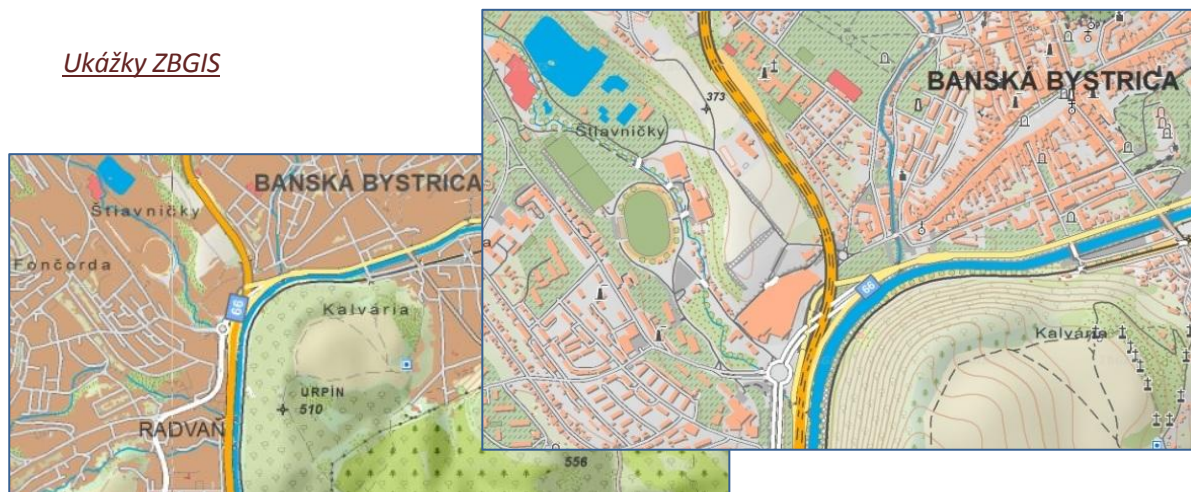 Ukážky ZBGIS
BANSKÁ BYSTRICA
Štiavničky
Fončorda
66
Kalvária
URPÍN
510
RADVAŇ
556
373
Štiavničky
BANSKÁ BYSTRICA
66
Kalvária